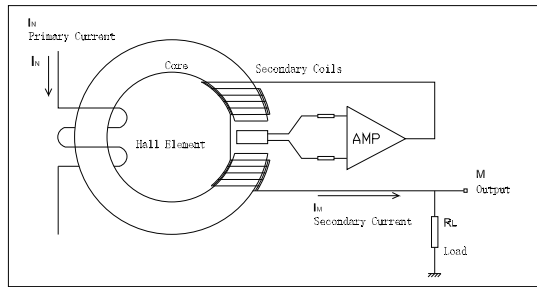 IN
Primary Current
IN
Core
Secondary Coils
Hall Element
AMP
M
Output
IM
Secondary Current
RL
Load